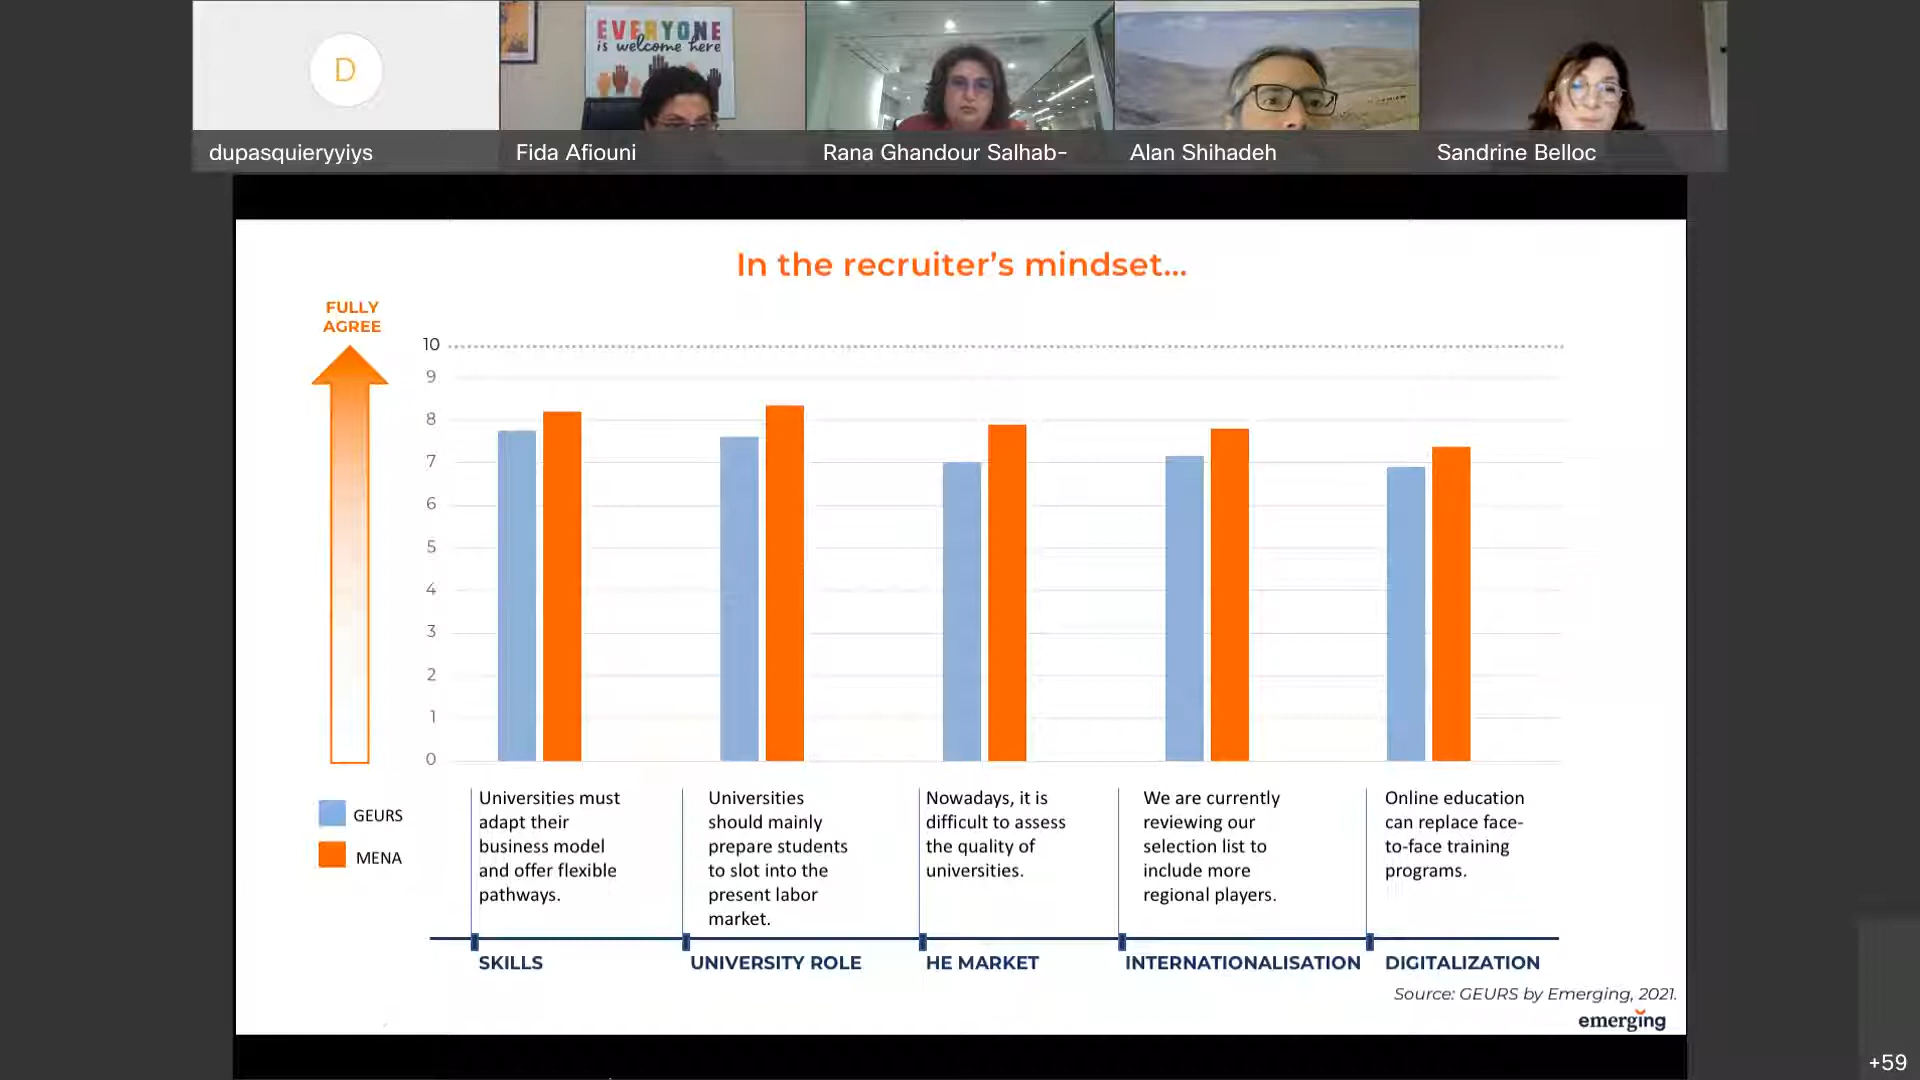 D
EVERYONE
is welcome here
dupasquieryyiys
Fida Afiouni
Rana Ghandour Salhab-
Alan Shihadeh
Sandrine Belloc
In the recruiter's mindset...
FULLY
AGREE
10
9
8
7
6
5
4
3
2
1
0
GEURS
MENA
Universities must
adapt their
business model
and offer flexible
pathways.
Universities
should mainly
prepare students
to slot into the
present labor
market.
Nowadays, it is
difficult to assess
the quality of
universities.
We are currently
reviewing our
selection list to
include more
regional players.
Online education
can replace face-
to-face training
programs.
SKILLS
UNIVERSITY ROLE
HE MARKET
INTERNATIONALISATION
DIGITALIZATION
Source: GEURS by Emerging, 2021.
emerging
+59